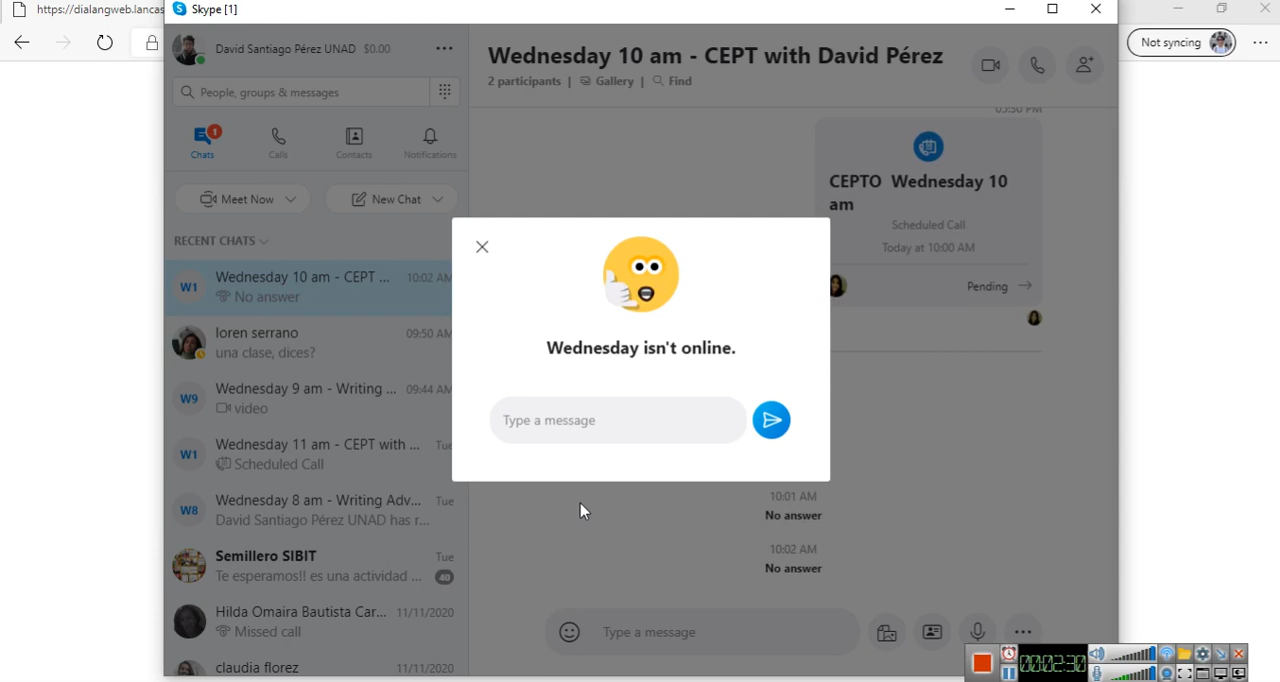 https://dialangweb.lancas
Skype [1]
Not syncing
David Santiago Pérez UNAD $0.00
People, groups & messages
Chats
1
Calls
Contacts
Notifications
Meet Now
New Chat
RECENT CHATS
W1
Wednesday 10 am - CEPT ...
10:02 AM
No answer
loren serrano
09:50 AM
una clase, dices?
W9
Wednesday 9 am - Writing ...
09:44 AM
video
W1
Wednesday 11 am - CEPT with ...
Tue
Scheduled Call
W8
Wednesday 8 am - Writing Adv...
Tue
David Santiago Pérez UNAD has r...
Semillero SIBIT
Tue
Te esperamos!! es una actividad ...
40
Hilda Omaira Bautista Car...
11/11/2020
Missed call
claudia florez
11/11/2020
Wednesday 10 am - CEPT with David Pérez
2 participants | Gallery | Find
05:50 PM
CEPTO Wednesday 10
am
Scheduled Call
Today at 10:00 AM
Pending
Wednesday isn't online.
Type a message
10:01 AM
No answer
10:02 AM
No answer
Type a message
00:02:30